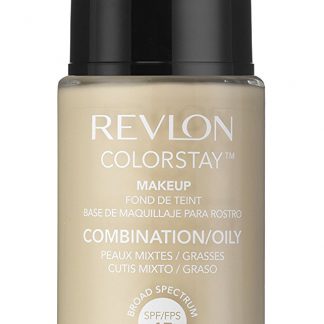 REVLON
COLORSTAY™
MAKEUP
FOND DE TEINT
BASE DE MAQUILLAJE PARA ROSTRO
COMBINATION/OILY
PEAUX MIXTES / GRASSES
CUTIS MIXTO / GRASO
BROAD SPECTRUM
SPF/FPS